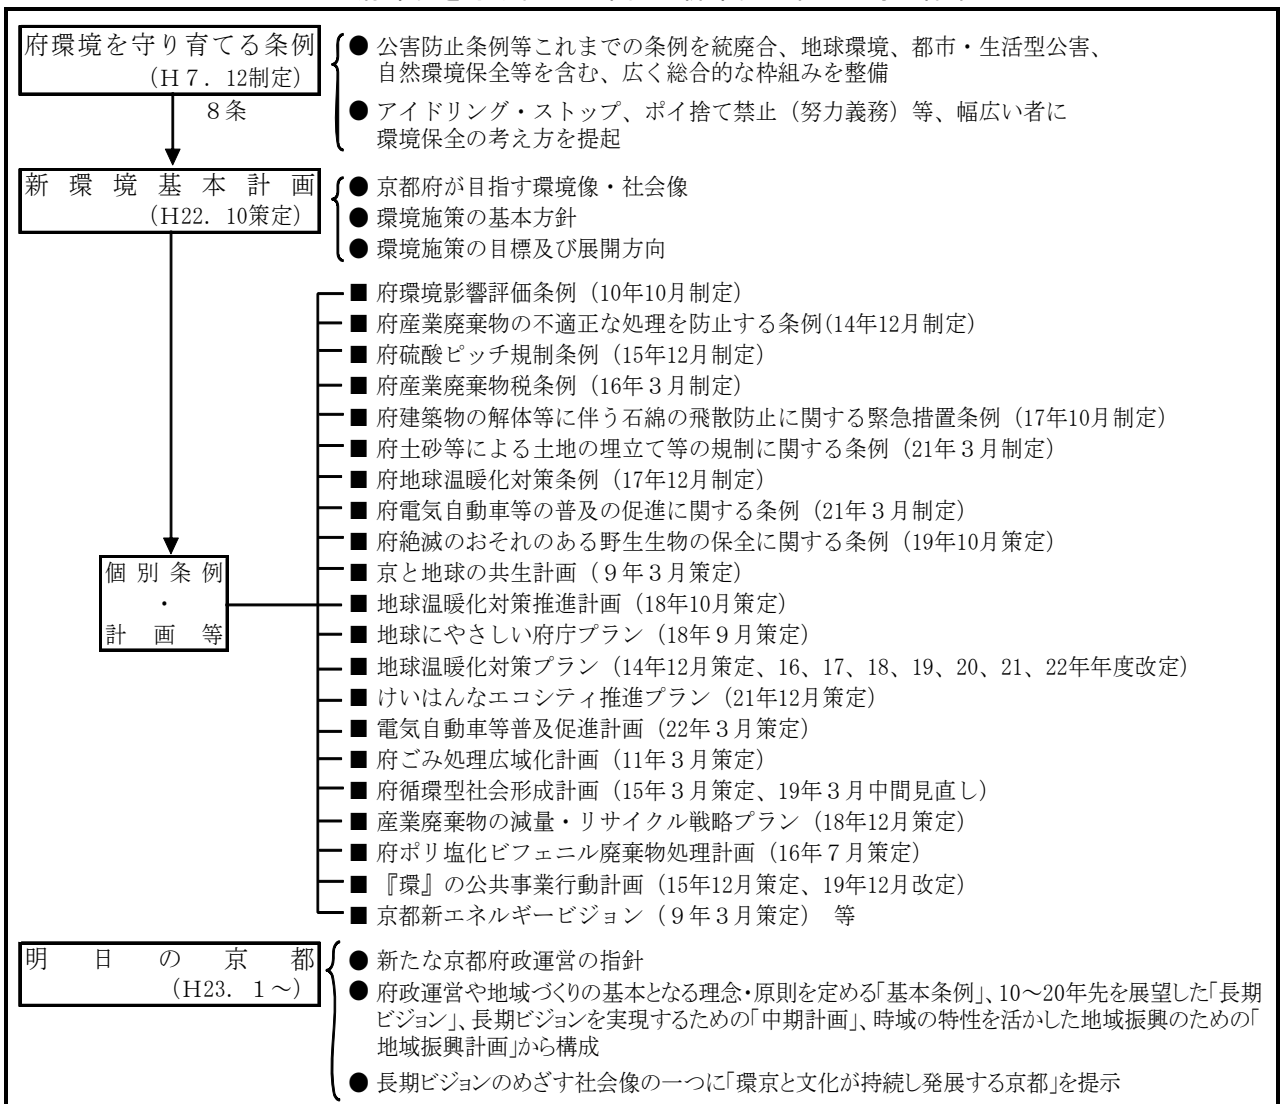 府環境を守り育てる条例
(H7. 12制定)
● 公害防止条例等これまでの条例を統廃合、地球環境、都市・生活型公害、
自然環境保全等を含む、広く総合的な枠組みを整備
● アイドリング・ストップ、ポイ捨て禁止（努力義務）等、幅広い者に
環境保全の考え方を提起
8条
新環境基本計画
(H22. 10策定)
● 京都府が目指す環境像・社会像
● 環境施策の基本方針
● 環境施策の目標及び展開方向
■ 府環境影響評価条例（10年10月制定）
■ 府産業廃棄物の不適正な処理を防止する条例(14年12月制定）
■ 府硫酸ピッチ規制条例（15年12月制定）
■ 府産業廃棄物税条例（16年３月制定）
■ 府建築物の解体等に伴う石綿の飛散防止に関する緊急措置条例（17年10月制定）
■ 府土砂等による土地の埋立て等の規制に関する条例（21年３月制定）
■ 府地球温暖化対策条例（17年12月制定）
■ 府電気自動車等の普及の促進に関する条例（21年３月制定）
■ 府絶滅のおそれのある野生生物の保全に関する条例（19年10月策定）
■ 京と地球の共生計画（９年３月策定）
■ 地球温暖化対策推進計画（18年10月策定）
■ 地球にやさしい府庁プラン（18年９月策定）
■ 地球温暖化対策プラン（14年12月策定、16、17、18、19、20、21、22年年度改定）
■ けいはんなエコシティ推進プラン（21年12月策定）
■ 電気自動車等普及促進計画（22年３月策定）
■ 府ごみ処理広域化計画（11年３月策定）
■ 府循環型社会形成計画（15年３月策定、19年３月中間見直し）
■ 産業廃棄物の減量・リサイクル戦略プラン（18年12月策定）
■ 府ポリ塩化ビフェニル廃棄物処理計画（16年７月策定）
■ 『環』の公共事業行動計画（15年12月策定、19年12月改定）
■ 京都新エネルギービジョン（９年３月策定） 等
個別条例
・
計画等
明日の京都
(H23. 1～)
● 新たな京都府政運営の指針
● 府政運営や地域づくりの基本となる理念・原則を定める「基本条例」、10～20年先を展望した「長期
ビジョン」、長期ビジョンを実現するための「中期計画」、時域の特性を活かした地域振興のための「
地域振興計画」から構成
● 長期ビジョンのめざす社会像の一つに「環京と文化が持続し発展する京都」を提示